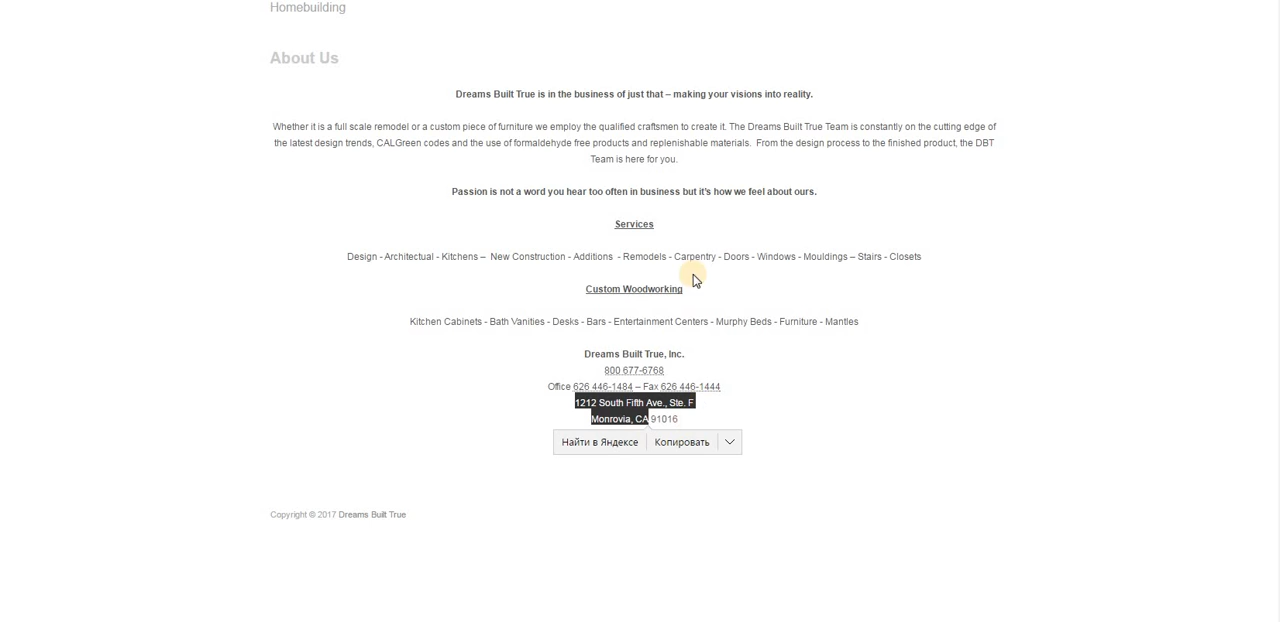 Homebuilding
About Us
Dreams Built True is in the business of just that – making your visions into reality.
Whether it is a full scale remodel or a custom piece of furniture we employ the qualified craftsmen to create it. The Dreams Built True Team is constantly on the cutting edge of
the latest design trends, CALGreen codes and the use of formaldehyde free products and replenishable materials.  From the design process to the finished product, the DBT
Team is here for you.
Passion is not a word you hear too often in business but it's how we feel about ours.
Services
Design - Architectual - Kitchens –  New Construction - Additions  - Remodels - Carpentry - Doors - Windows - Mouldings – Stairs - Closets
Custom Woodworking
Kitchen Cabinets - Bath Vanities - Desks - Bars - Entertainment Centers - Murphy Beds - Furniture - Mantles
Dreams Built True, Inc.
800 677-6768
Office 626 446-1484 – Fax 626 446-1444
1212 South Fifth Ave., Ste. F
Monrovia, CA 91016
Найти в Яндексе Копировать
Copyright © 2017 Dreams Built True